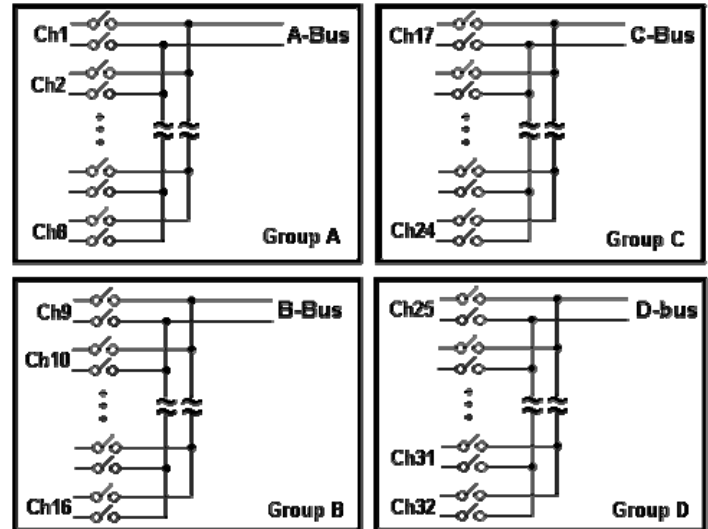 Ch1
A-Bus
Ch2
Ch8
Group A
Ch17
C-Bus
Ch24
Group C
Ch9
B-Bus
Ch10
Ch16
Group B
Ch25
D-bus
Ch31
Ch32
Group D